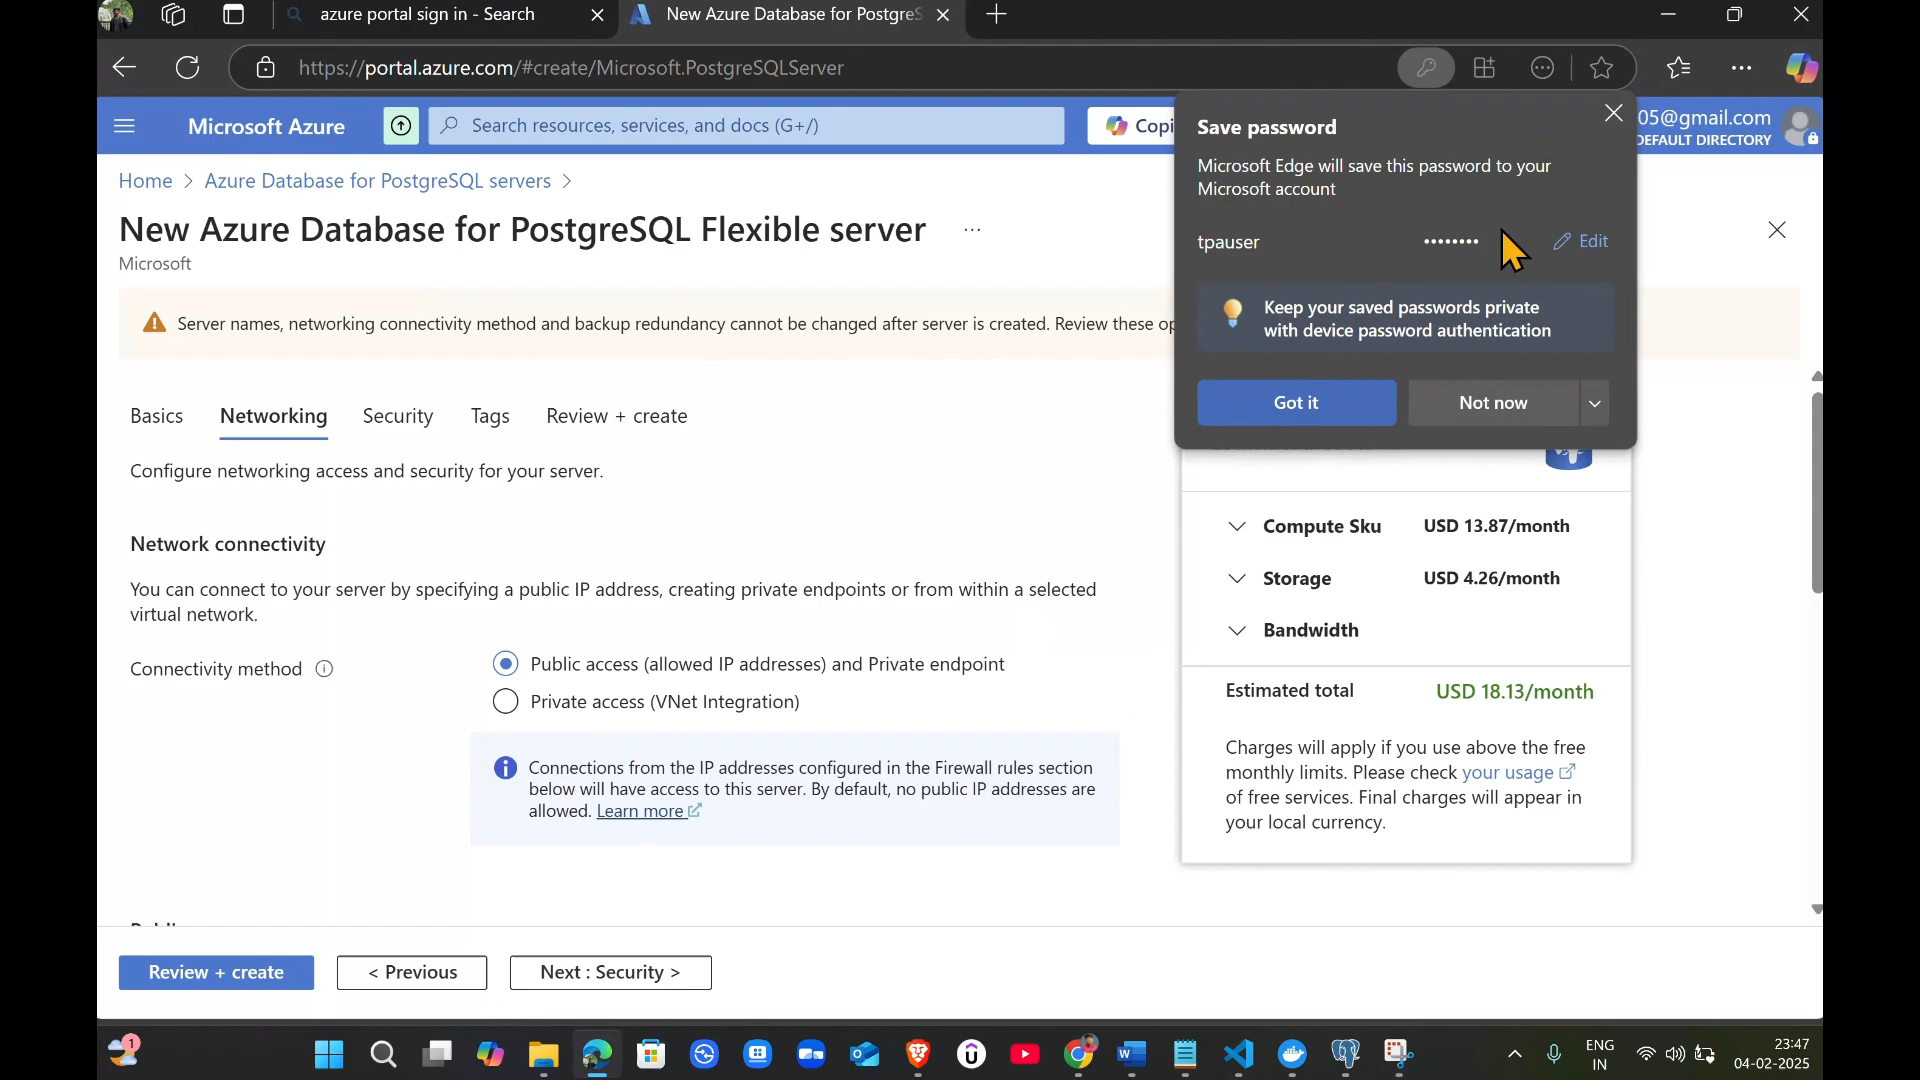 azure portal sign in - Search
New Azure Database for PostgreS
https://portal.azure.com/#create/Microsoft.PostgreSQLServer
Microsoft Azure
Search resources, services, and docs (G+/)
Copi
05@gmail.com
DEFAULT DIRECTORY
Save password
Microsoft Edge will save this password to your
Microsoft account
tpauser
••••••••
Edit
Keep your saved passwords private
with device password authentication
Got it
Not now
Home > Azure Database for PostgreSQL servers >
New Azure Database for PostgreSQL Flexible server ...
Microsoft
Server names, networking connectivity method and backup redundancy cannot be changed after server is created. Review these op
Basics
Networking
Security
Tags
Review + create
Configure networking access and security for your server.
Network connectivity
You can connect to your server by specifying a public IP address, creating private endpoints or from within a selected
virtual network.
Connectivity method
Public access (allowed IP addresses) and Private endpoint
Private access (VNet Integration)
Connections from the IP addresses configured in the Firewall rules section
below will have access to this server. By default, no public IP addresses are
allowed. Learn more
Compute Sku USD 13.87/month
Storage USD 4.26/month
Bandwidth
Estimated total USD 18.13/month
Charges will apply if you use above the free
monthly limits. Please check your usage
of free services. Final charges will appear in
your local currency.
Review + create
< Previous
Next : Security >
1
ENG
IN
23:47
04-02-2025